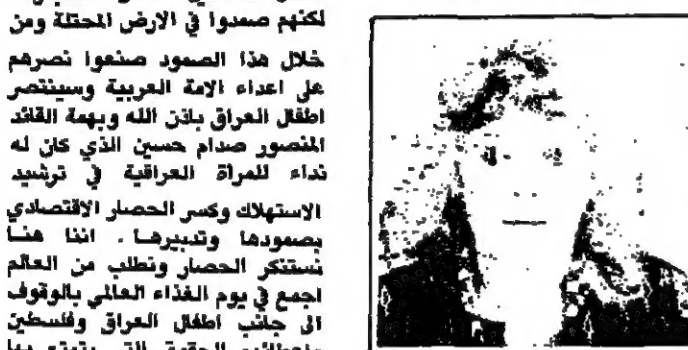 لكنهم صمدوا في الارض المحتلة ومن
خلال هذا الصمود صنعوا نصرهم
على اعداء الامة العربية وسينتصر
اطفال العراق باذن الله وبهمة القائد
المنصور صدام حسين الذي كان له
نداء للمرأة العراقية في ترشيد
الاستهلاك وكسر الحصار الاقتصادي
بصمودها وتدبيرها . اننا هنا
نستنكر الحصار ونطلب من العالم
اجمع في يوم الغذاء العالمي بالوقوف
الى جانب اطفال العراق وفلسطين